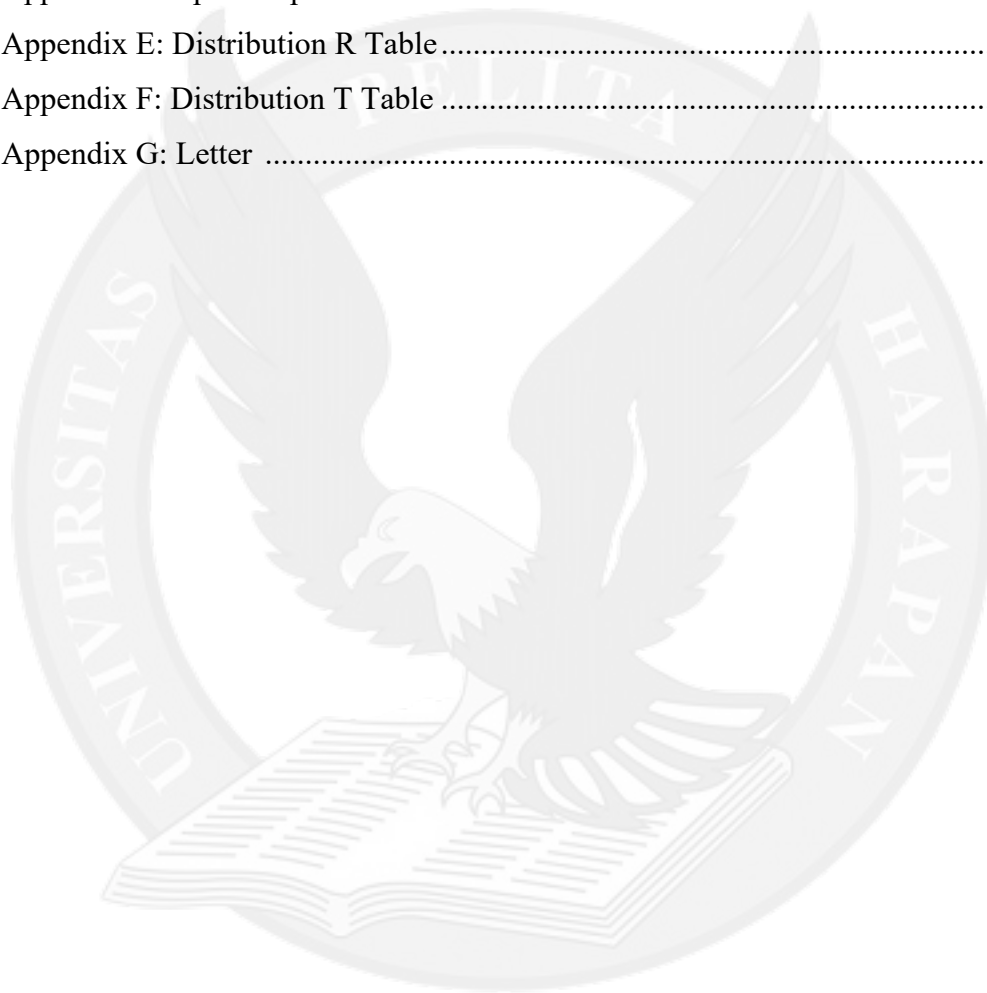 Appendix E: Distribution R Table......................................................................
Appendix F: Distribution T Table ......................................................................
Appendix G: Letter ............................................................................................
UNIVERSITAS PELITA HARAPAN